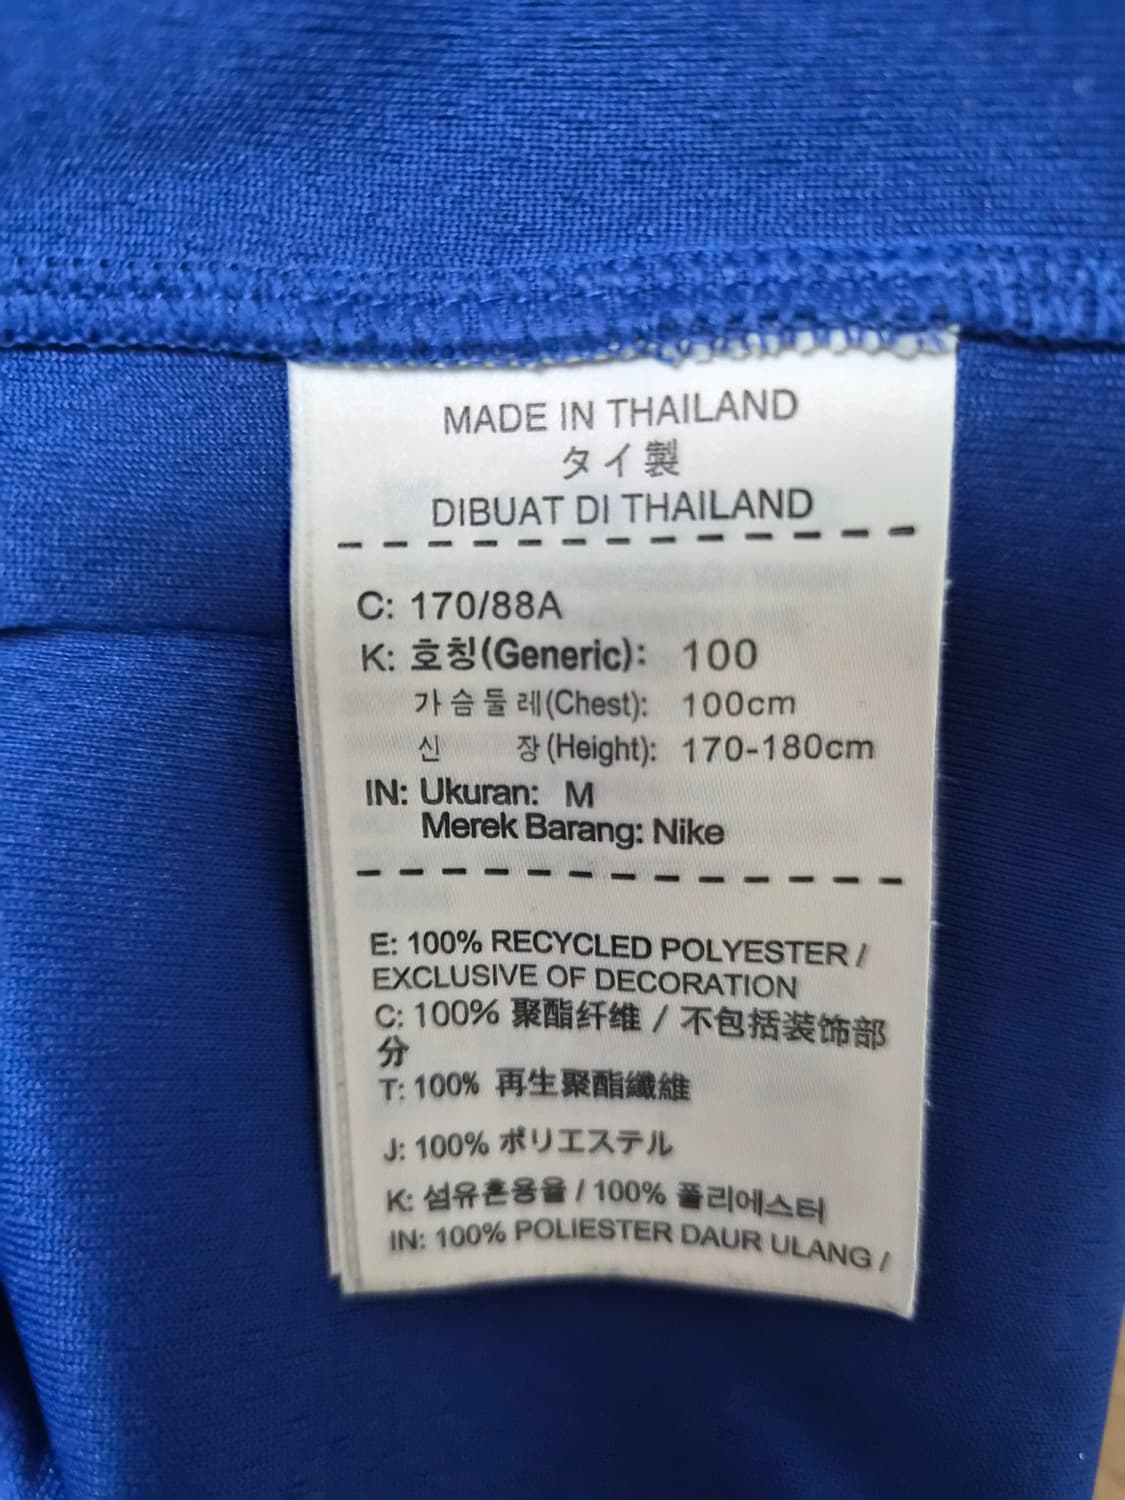 MADE IN THAILAND
タイ製
DIBUAT DI THAILAND
C: 170/88A
K: 호칭(Generic): 100
가슴둘레(Chest): 100cm
신 장(Height): 170-180cm
IN: Ukuran: M
Merek Barang: Nike
E: 100% RECYCLED POLYESTER /
EXCLUSIVE OF DECORATION
C: 100% 聚酯纤维 / 不包括装饰部
分
T: 100% 再生聚酯纖維
J: 100% ポリエステル
K: 섬유혼용율 / 100% 폴리에스터
IN: 100% POLIESTER DAUR ULANG /